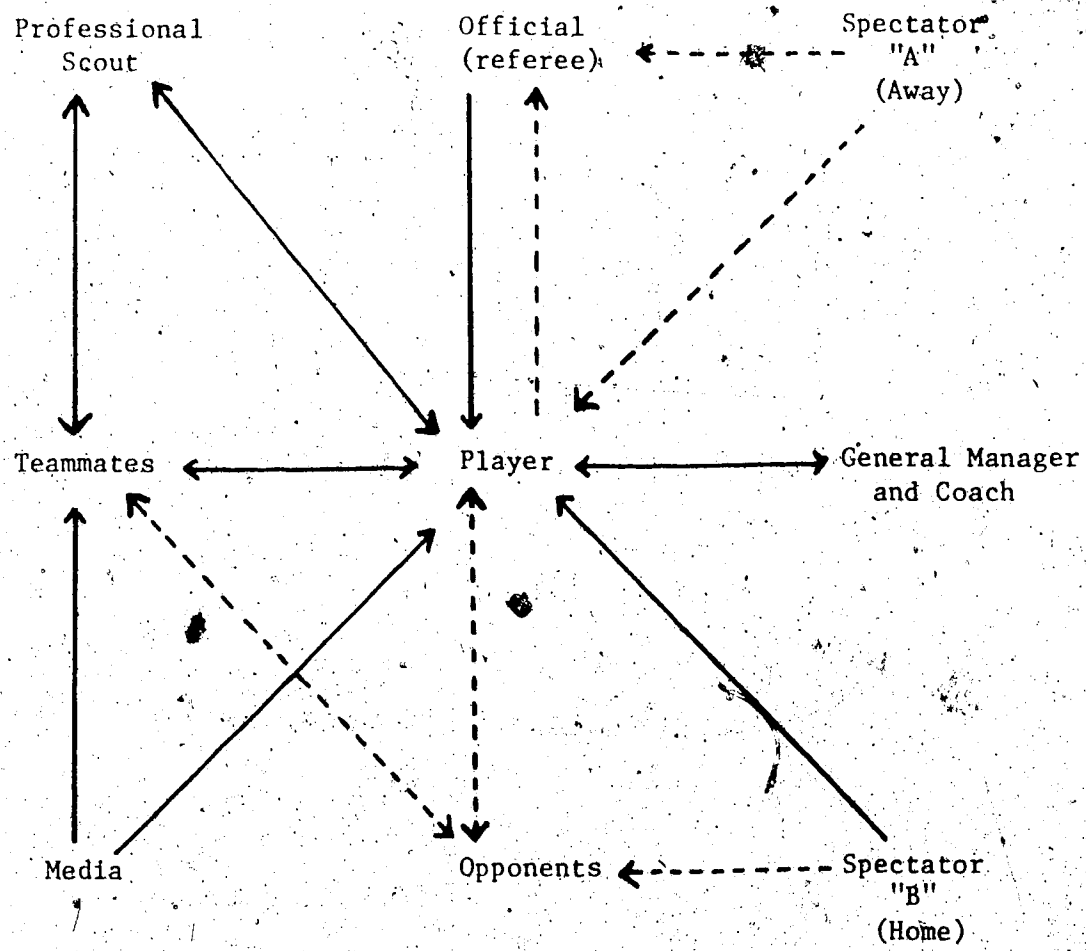 Professional
Scout
Official
(referee)
Spectator
"A"
(Away)
Teammates
Player
General Manager
and Coach
Media
Opponents
Spectator
"B"
(Home)